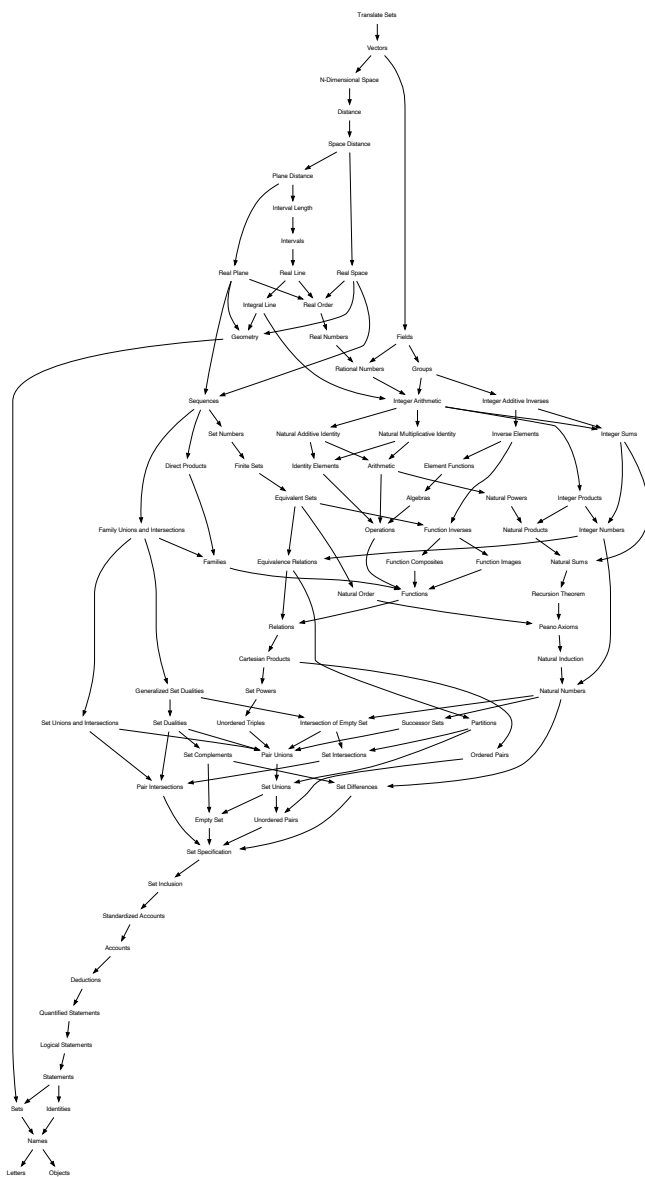 Translate Sets
Vectors
N-Dimensional Space
Distance
Space Distance
Plane Distance
Interval Length
Intervals
Real Plane
Real Line
Real Space
Integral Line
Real Order
Geometry
Real Numbers
Fields
Rational Numbers
Groups
Sequences
Integer Arithmetic
Integer Additive Inverses
Set Numbers
Natural Additive Identity
Natural Multiplicative Identity
Inverse Elements
Integer Sums
Direct Products
Finite Sets
Identity Elements
Arithmetic
Element Functions
Equivalent Sets
Algebras
Natural Powers
Integer Products
Family Unions and Intersections
Operations
Function Inverses
Natural Products
Integer Numbers
Families
Equivalence Relations
Function Composites
Function Images
Natural Sums
Natural Order
Functions
Recursion Theorem
Relations
Peano Axioms
Cartesian Products
Natural Induction
Generalized Set Dualities
Set Powers
Natural Numbers
Set Unions and Intersections
Set Dualities
Unordered Triples
Intersection of Empty Set
Successor Sets
Partitions
Set Complements
Pair Unions
Set Intersections
Ordered Pairs
Pair Intersections
Set Unions
Set Differences
Empty Set
Unordered Pairs
Set Specification
Set Inclusion
Standardized Accounts
Accounts
Deductions
Quantified Statements
Logical Statements
Statements
Sets
Identities
Names
Letters
Objects